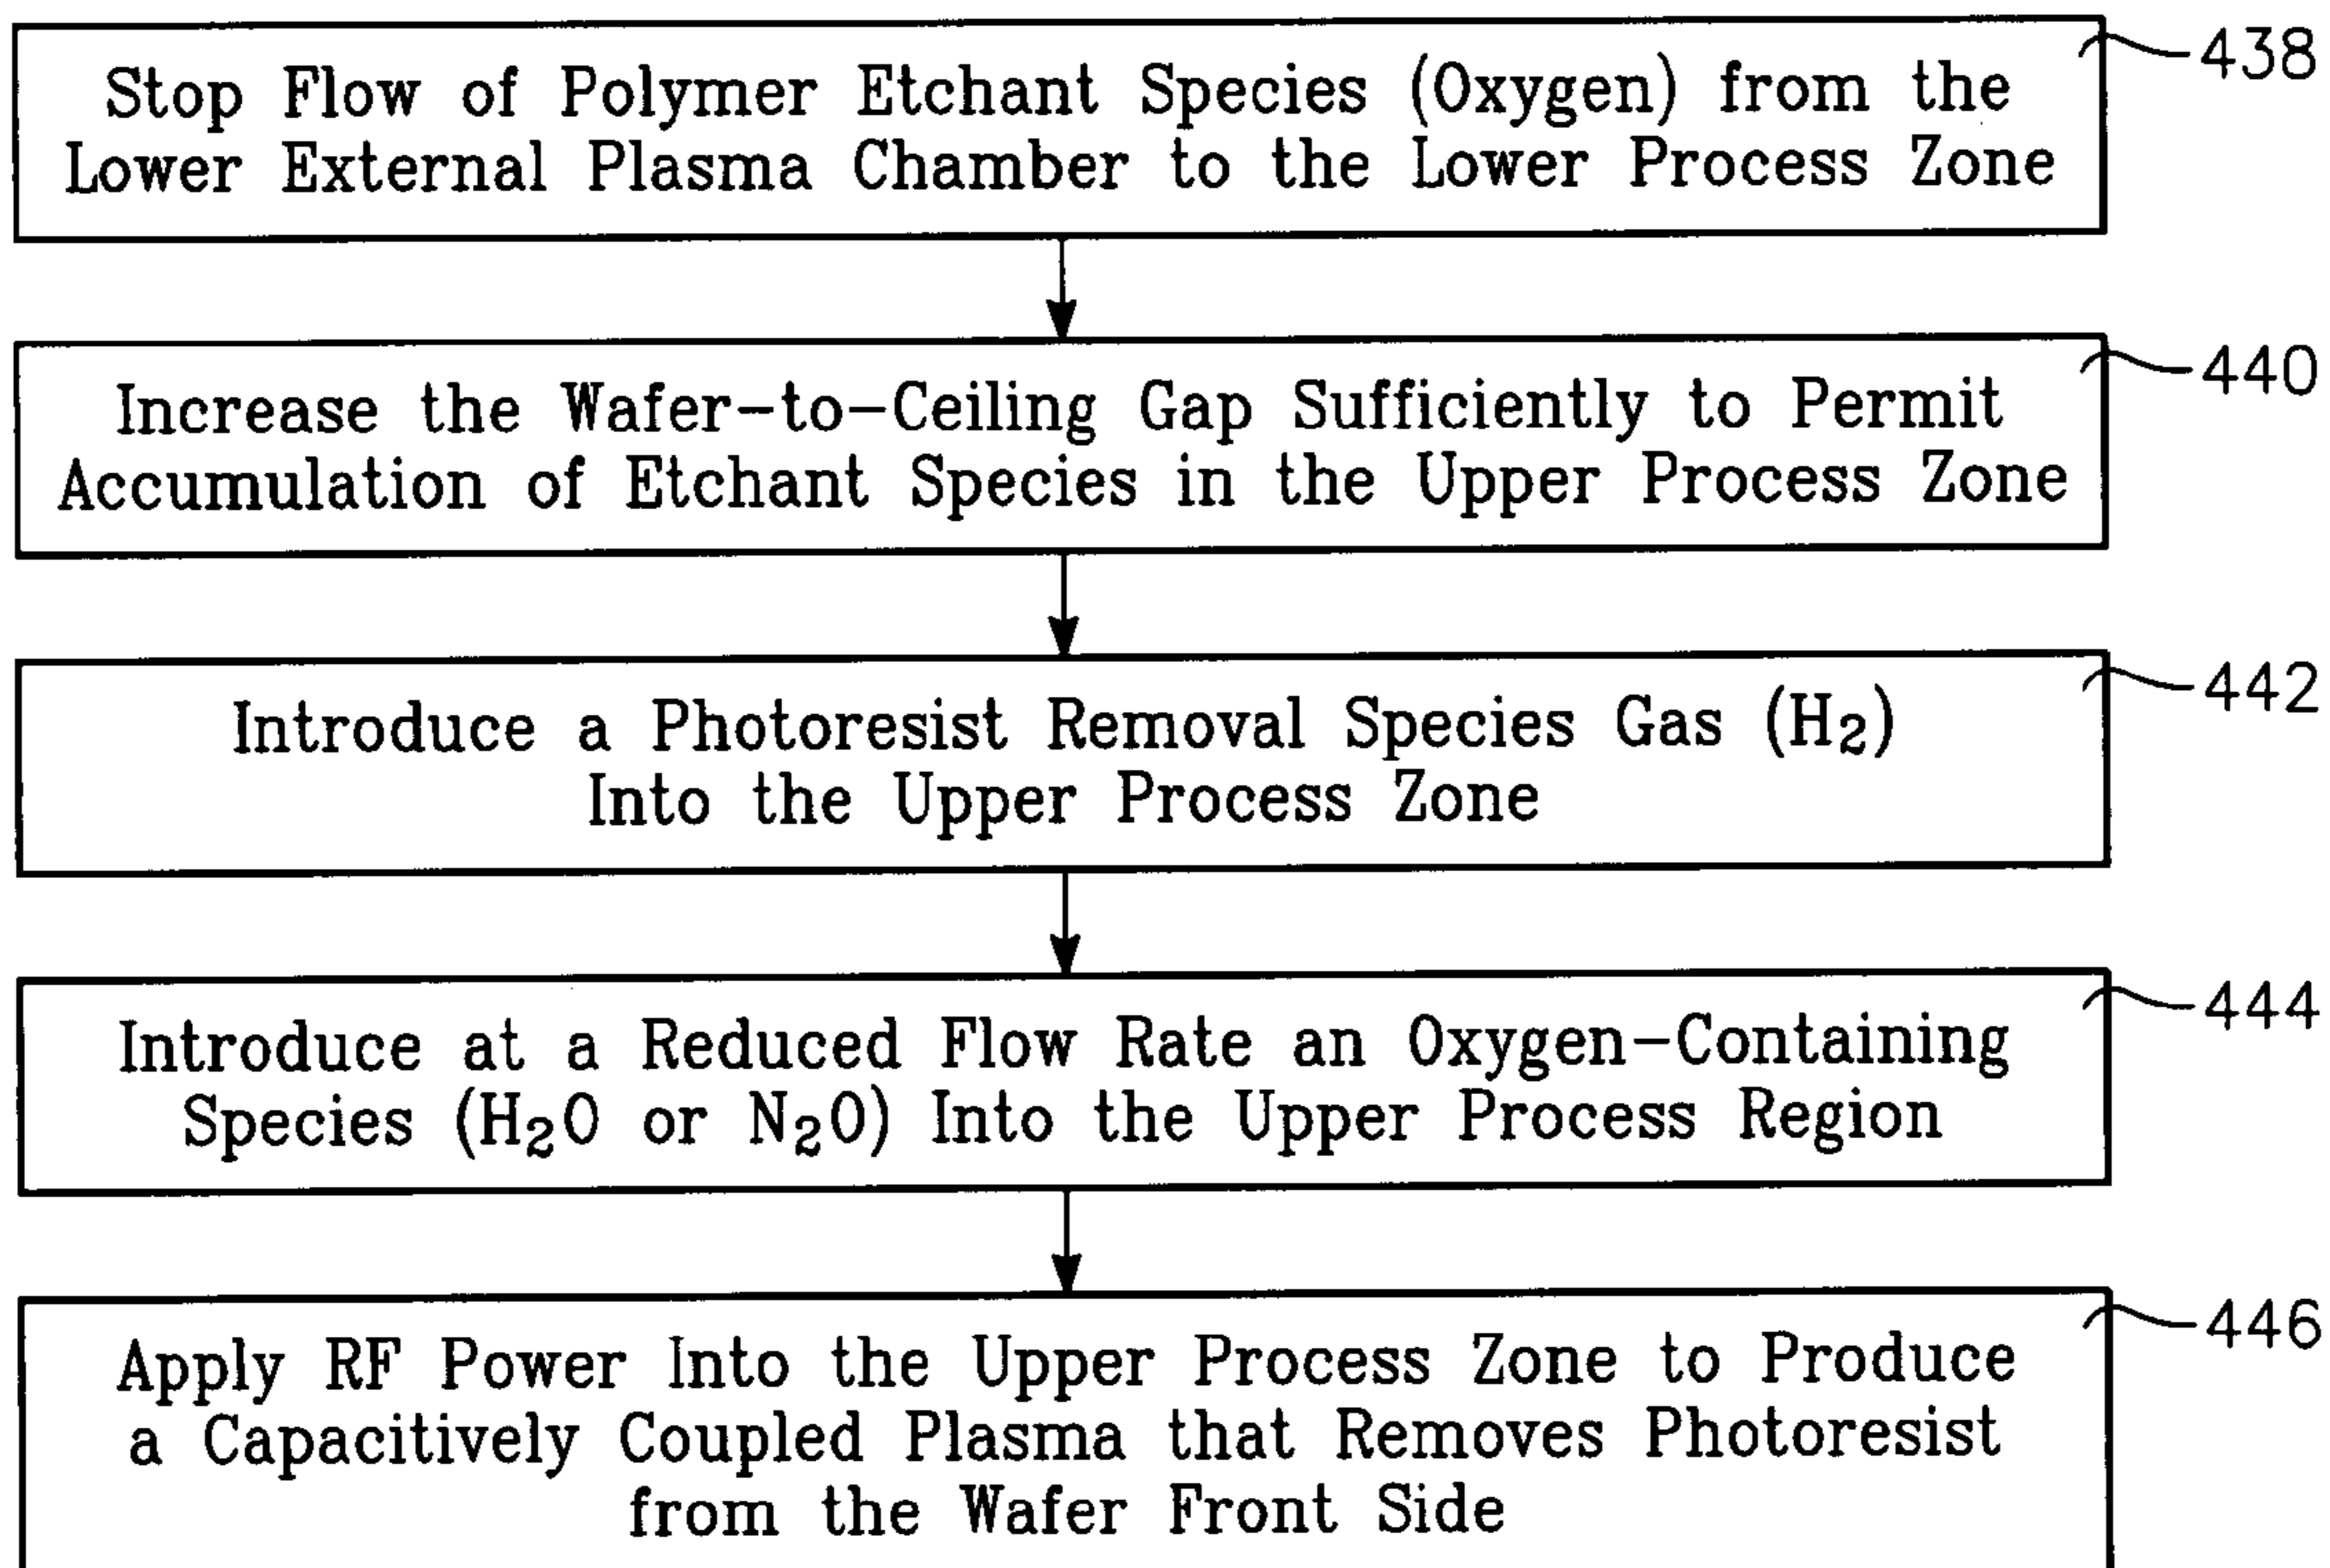 Stop Flow of Polymer Etchant Species (Oxygen) from the
Lower External Plasma Chamber to the Lower Process Zone
438
Increase the Wafer-to-Ceiling Gap Sufficiently to Permit
Accumulation of Etchant Species in the Upper Process Zone
440
Introduce a Photoresist Removal Species Gas (H2)
Into the Upper Process Zone
442
Introduce at a Reduced Flow Rate an Oxygen-Containing
Species (H2O or N2O) Into the Upper Process Region
444
Apply RF Power Into the Upper Process Zone to Produce
a Capacitively Coupled Plasma that Removes Photoresist
from the Wafer Front Side
446